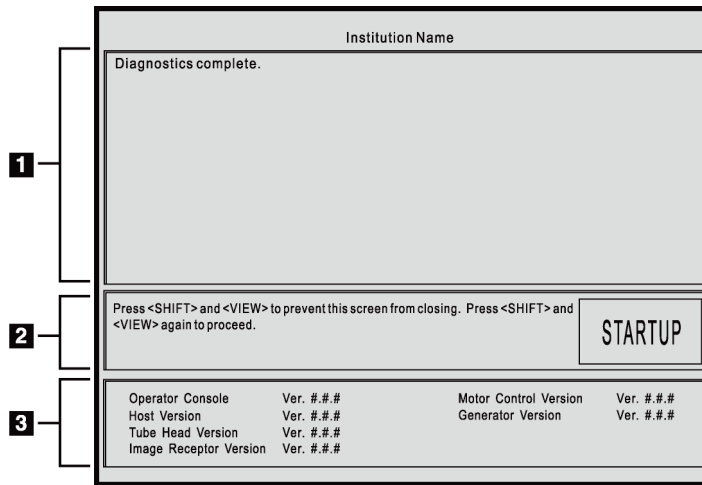 Institution Name
Diagnostics complete.
1
Press <SHIFT> and <VIEW> to prevent this screen from closing. Press <SHIFT> and
<VIEW> again to proceed.
STARTUP
2
Operator Console Ver. #.#.# Motor Control Version Ver. #.#.#
Host Version Ver. #.#.# Generator Version Ver. #.#.#
Tube Head Version Ver. #.#.#
Image Receptor Version Ver. #.#.#
3